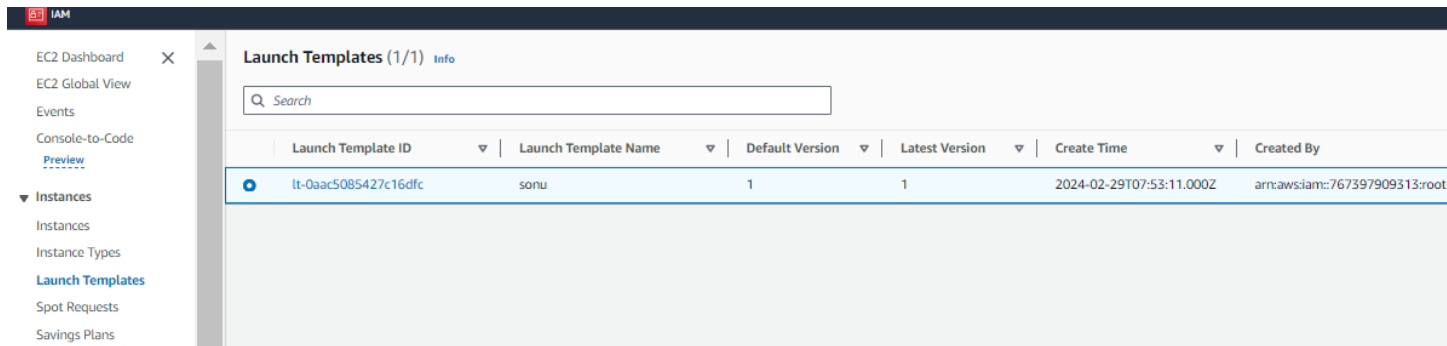 IAM
EC2 Dashboard
EC2 Global View
Events
Console-to-Code
Preview
Instances
Instances
Instance Types
Launch Templates
Spot Requests
Savings Plans
Launch Templates (1/1) Info
Search
Launch Template ID Launch Template Name Default Version Latest Version Create Time Created By
lt-0aac5085427c16dfc sonu 1 1 2024-02-29T07:53:11.000Z arn:aws:iam::767397909313:root